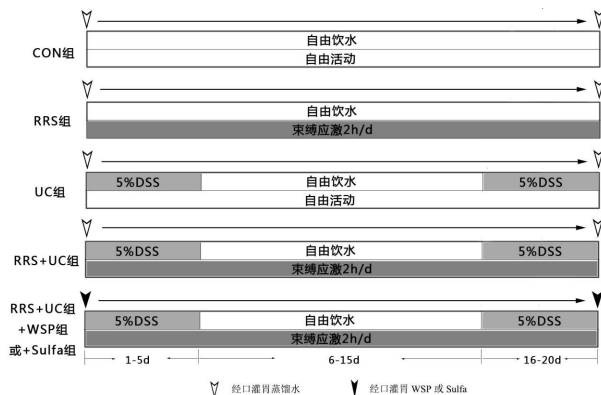 CON组
自由饮水
自由活动
RRS组
自由饮水
束缚应激2h/d
UC组
5%DSS 自由饮水 5%DSS
自由活动
RRS+UC组
5%DSS 自由饮水 5%DSS
束缚应激2h/d
RRS+UC组
+WSP组
或+Sulfa组
5%DSS 自由饮水 5%DSS
束缚应激2h/d
1-5d 6-15d 16-20d
经口灌胃蒸馏水 经口灌胃 WSP 或 Sulfa